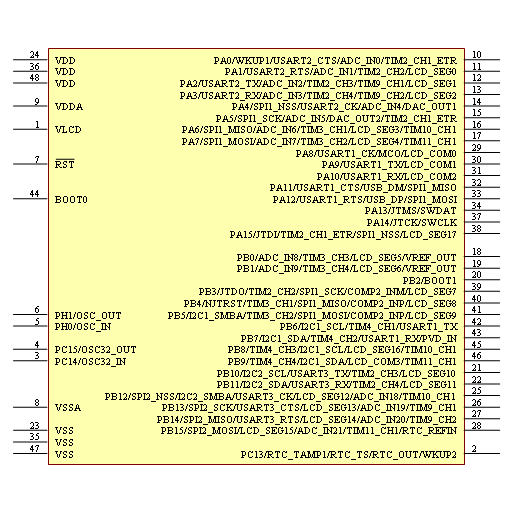 24 VDD PA0/WKUP1/USART2_CTS/ADC_IN0/TIM2_CH1_ETR 10
36 VDD PA1/USART2_RTS/ADC_IN1/TIM2_CH2/LCD_SEG0 11
48 VDD PA2/USART2_TX/ADC_IN2/TIM2_CH3/TIM9_CH1/LCD_SEG1 12
PA3/USART2_RX/ADC_IN3/TIM2_CH4/TIM9_CH2/LCD_SEG2 13
9 VDDA PA4/SPI1_NSS/USART2_CK/ADC_IN4/DAC_OUT1 14
PA5/SPI1_SCK/ADC_IN5/DAC_OUT2/TIM2_CH1_ETR 15
1 VLCD PA6/SPI1_MISO/ADC_IN6/TIM3_CH1/LCD_SEG3/TIM10_CH1 16
PA7/SPI1_MOSI/ADC_IN7/TIM3_CH2/LCD_SEG4/TIM11_CH1 17
PA8/USART1_CK/MCO/LCD_COM0 29
7 RST PA9/USART1_TX/LCD_COM1 30
PA10/USART1_RX/LCD_COM2 31
PA11/USART1_CTS/USB_DM/SPI1_MISO 32
44 BOOT0 PA12/USART1_RTS/USB_DP/SPI1_MOSI 33
PA13/JTMS/SWDAT 34
PA14/JTCK/SWCLK 37
PA15/JTDI/TIM2_CH1_ETR/SPI1_NSS/LCD_SEG17 38
PB0/ADC_IN8/TIM3_CH3/LCD_SEG5/VREF_OUT 18
PB1/ADC_IN9/TIM3_CH4/LCD_SEG6/VREF_OUT 19
PB2/BOOT1 20
PB3/JTDO/TIM2_CH2/SPI1_SCK/COMP2_INM/LCD_SEG7 39
PB4/NJTRST/TIM3_CH1/SPI1_MISO/COMP2_INP/LCD_SEG8 40
6 PH1/OSC_OUT PB5/I2C1_SMBA/TIM3_CH2/SPI1_MOSI/COMP2_INP/LCD_SEG9 41
5 PH0/OSC_IN PB6/I2C1_SCL/TIM4_CH1/USART1_TX 42
PB7/I2C1_SDA/TIM4_CH2/USART1_RX/PVD_IN 43
4 PC15/OSC32_OUT PB8/TIM4_CH3/I2C1_SCL/LCD_SEG16/TIM10_CH1 45
3 PC14/OSC32_IN PB9/TIM4_CH4/I2C1_SDA/LCD_COM3/TIM11_CH1 46
PB10/I2C2_SCL/USART3_TX/TIM2_CH3/LCD_SEG10 21
PB11/I2C2_SDA/USART3_RX/TIM2_CH4/LCD_SEG11 22
PB12/SPI2_NSS/I2C2_SMBA/USART3_CK/LCD_SEG12/ADC_IN18/TIM10_CH1 25
8 VSSA PB13/SPI2_SCK/USART3_CTS/LCD_SEG13/ADC_IN19/TIM9_CH1 26
PB14/SPI2_MISO/USART3_RTS/LCD_SEG14/ADC_IN20/TIM9_CH2 27
23 VSS PB15/SPI2_MOSI/LCD_SEG15/ADC_IN21/TIM11_CH1/RTC_REFIN 28
35 VSS
47 VSS PC13/RTC_TAMP1/RTC_TS/RTC_OUT/WKUP2 2